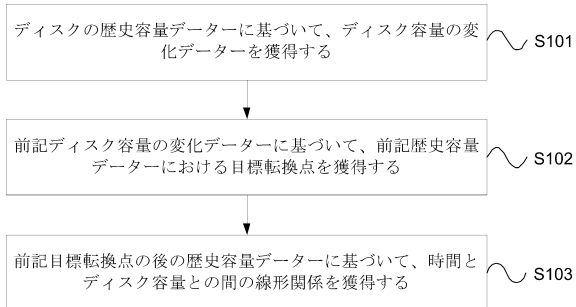 ディスクの歴史容量データーに基づいて、ディスク容量の変
化データーを獲得する
S101
前記ディスク容量の変化データーに基づいて、前記歴史容量
データーにおける目標転換点を獲得する
S102
前記目標転換点の後の歴史容量データーに基づいて、時間と
ディスク容量との間の線形関係を獲得する
S103